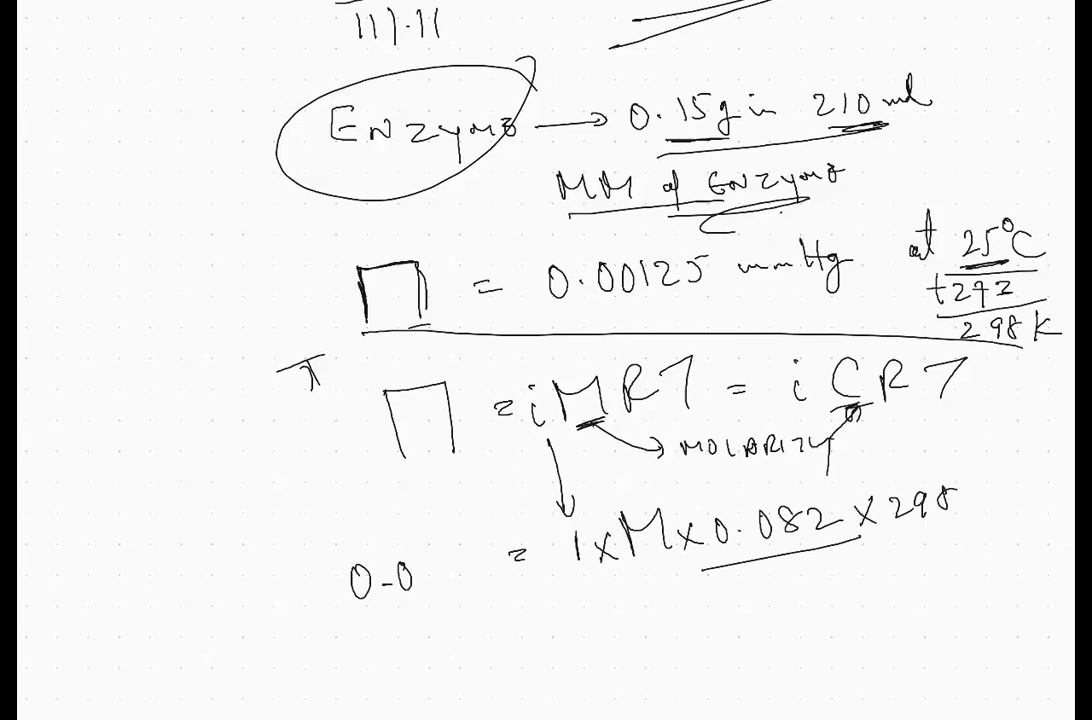 111.11
ENZYME → 0.15g in 210 ml
MM of ENZYME
π = 0.00125 mmHg at 25°C
+273
298 K
π
π = iMRT = iCRT
→ MOLARITY
= 1 x M x 0.082 x 298
0-0